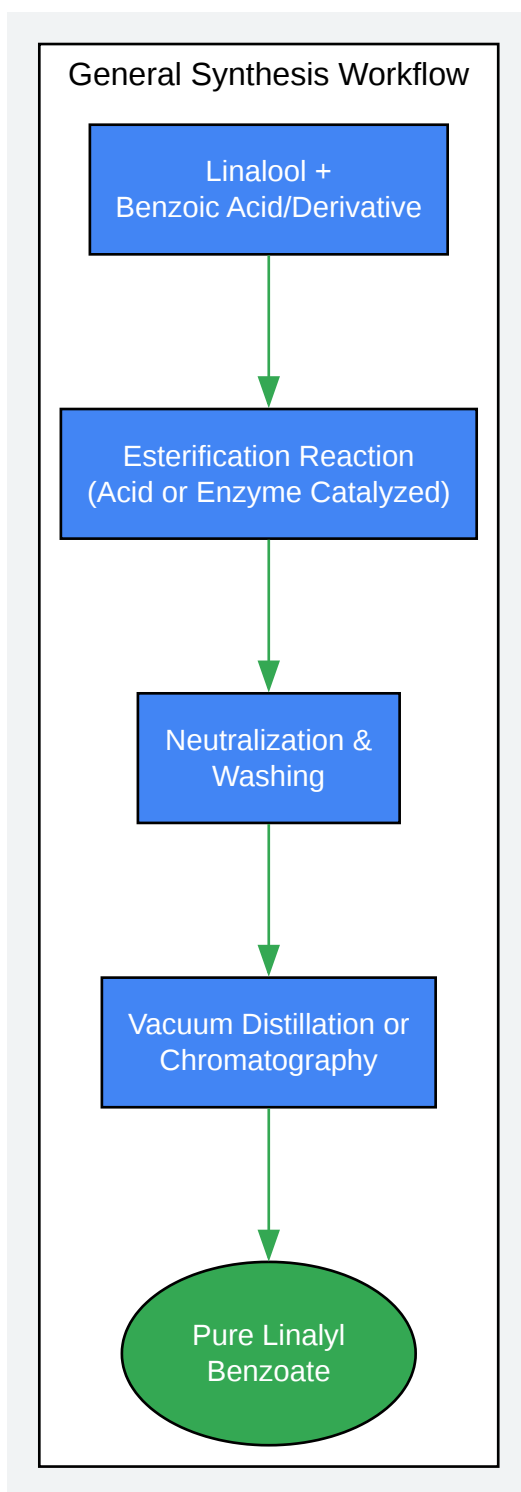 General Synthesis Workflow
Linalool +
Benzoic Acid/Derivative
Esterification Reaction
(Acid or Enzyme Catalyzed)
Neutralization &
Washing
Vacuum Distillation or
Chromatography
Pure Linalyl
Benzoate